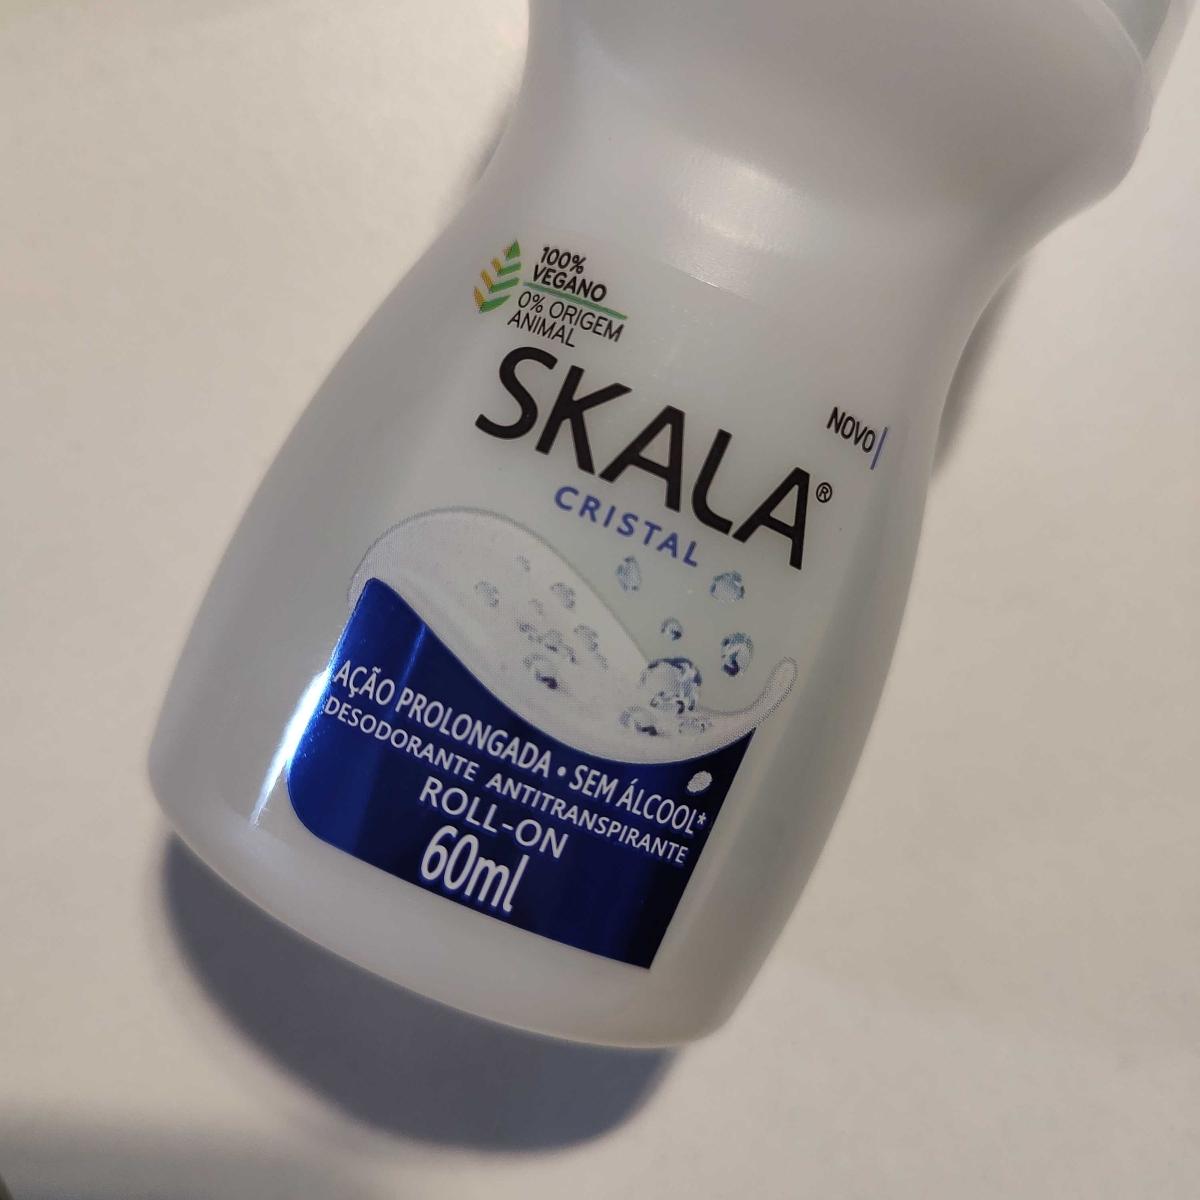 100%
VEGANO
0% ORIGEM
ANIMAL
SKALA®
NOVO
CRISTAL
AÇÃO PROLONGADA • SEM ÁLCOOL*
DESODORANTE ANTITRANSPIRANTE
ROLL-ON
60ml